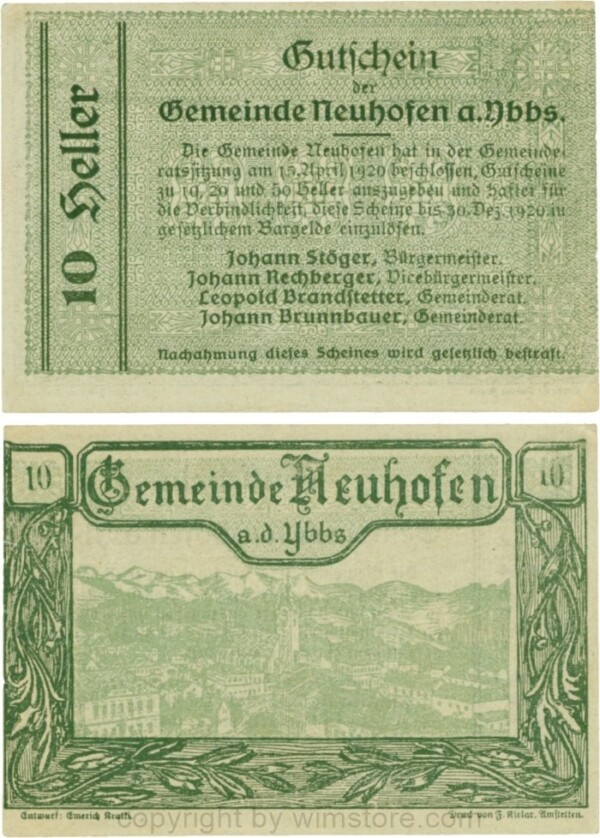 10 Heller
Gutschein
der
Gemeinde Neuhofen a. Ybbs.
Die Gemeinde Neuhofen hat in der Gemeinde-
ratssitzung am 15. April 1920 beschlossen, Gutscheine
zu 10, 20 und 50 Heller auszugeben und haftet für
die Verbindlichkeit, diese Scheine bis 30. Dez. 1920 in
gesetzlichem Bargelde einzulösen.
Johann Stöger, Bürgermeister.
Johann Rechberger, Vicebürgermeister.
Leopold Brandstetter, Gemeinderat.
Johann Brunnbauer, Gemeinderat.
Nachahmung dieses Scheines wird gesetzlich bestraft.
10
Gemeinde Neuhofen
10
a. d. Ybbs
Entwurf: Emerich Kratki.
Druck von F. Kielar. Amstetten.
copyright by wimstore.com